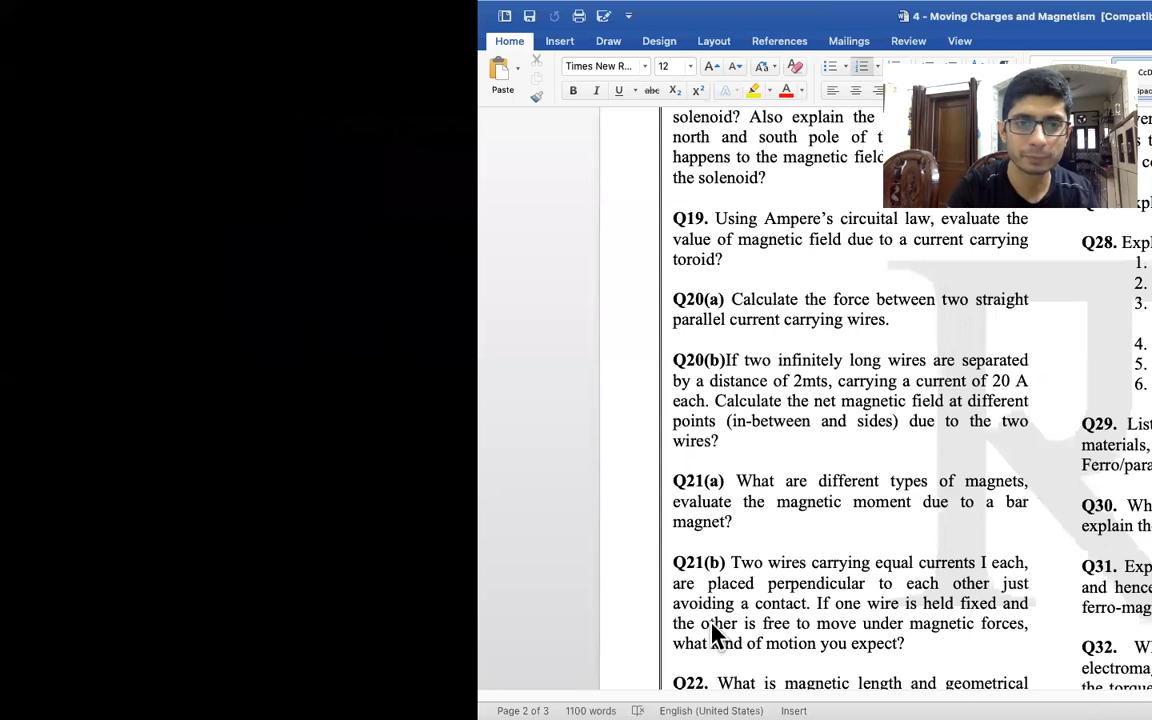 4 - Moving Charges and Magnetism [Compatib
Home Insert Draw Design Layout References Mailings Review View
Times New R... 12
Paste
solenoid? Also explain the
north and south pole of t
happens to the magnetic field
the solenoid?
Q19. Using Ampere's circuital law, evaluate the
value of magnetic field due to a current carrying
toroid?
Q20(a) Calculate the force between two straight
parallel current carrying wires.
Q20(b)If two infinitely long wires are separated
by a distance of 2mts, carrying a current of 20 A
each. Calculate the net magnetic field at different
points (in-between and sides) due to the two
wires?
Q21(a) What are different types of magnets,
evaluate the magnetic moment due to a bar
magnet?
Q21(b) Two wires carrying equal currents I each,
are placed perpendicular to each other just
avoiding a contact. If one wire is held fixed and
the other is free to move under magnetic forces,
what kind of motion you expect?
Q22. What is magnetic length and geometrical
Q28. Expl
1.
2.
3.
4.
5.
6.
Q29. List
materials,
Ferro/para
Q30. Wh
explain th
Q31. Exp
and hence
ferro-mag
Q32. W
electroma
the torque
Page 2 of 3 1100 words English (United States) Insert